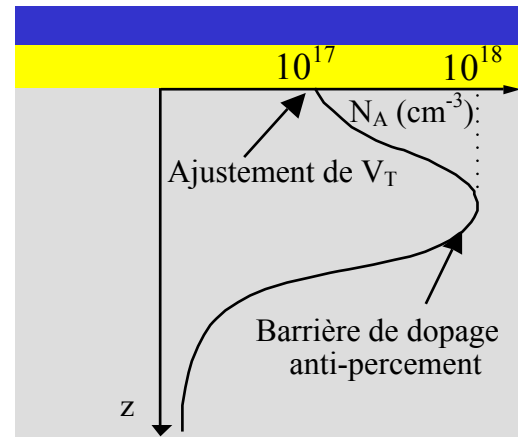 10^17 10^18
N_A (cm^-3)
Ajustement de V_T
Barrière de dopage
anti-percement
z